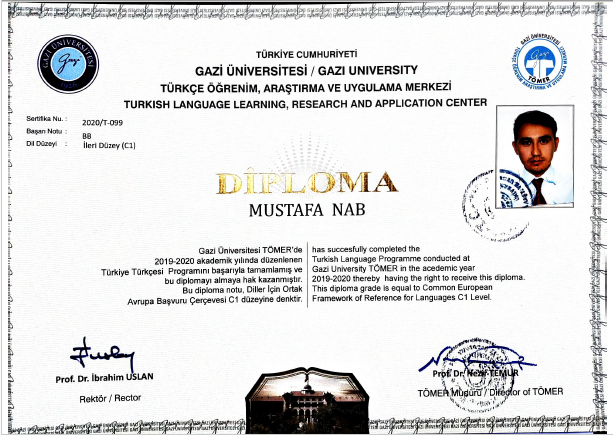 TÜRKİYE CUMHURİYETİ
GAZİ ÜNİVERSİTESİ / GAZI UNIVERSITY
TÜRKÇE ÖĞRENİM, ARAŞTIRMA VE UYGULAMA MERKEZİ
TURKISH LANGUAGE LEARNING, RESEARCH AND APPLICATION CENTER
GAZİ ÜNİVERSİTESİ
Gazi
TÖMER
Sertifika Nu. : 2020/T-099
Başarı Notu : BB
Dil Düzeyi : İleri Düzey (C1)
DİPLOMA
MUSTAFA NAB
Gazi Üniversitesi TÖMER'de
2019-2020 akademik yılında düzenlenen
Türkiye Türkçesi Programını başarıyla tamamlamış ve
bu diplomayı almaya hak kazanmıştır.
Bu diploma notu, Diller İçin Ortak
Avrupa Başvuru Çerçevesi C1 düzeyine denktir.
has succesfully completed the
Turkish Language Programme conducted at
Gazi University TÖMER in the acedemic year
2019-2020 thereby having the right to receive this diploma.
This diploma grade is equal to Common European
Framework of Reference for Languages C1 Level.
Prof. Dr. İbrahim USLAN
Rektör / Rector
Prof. Dr. Nezir TEMUR
TÖMER Müdürü / Director of TÖMER